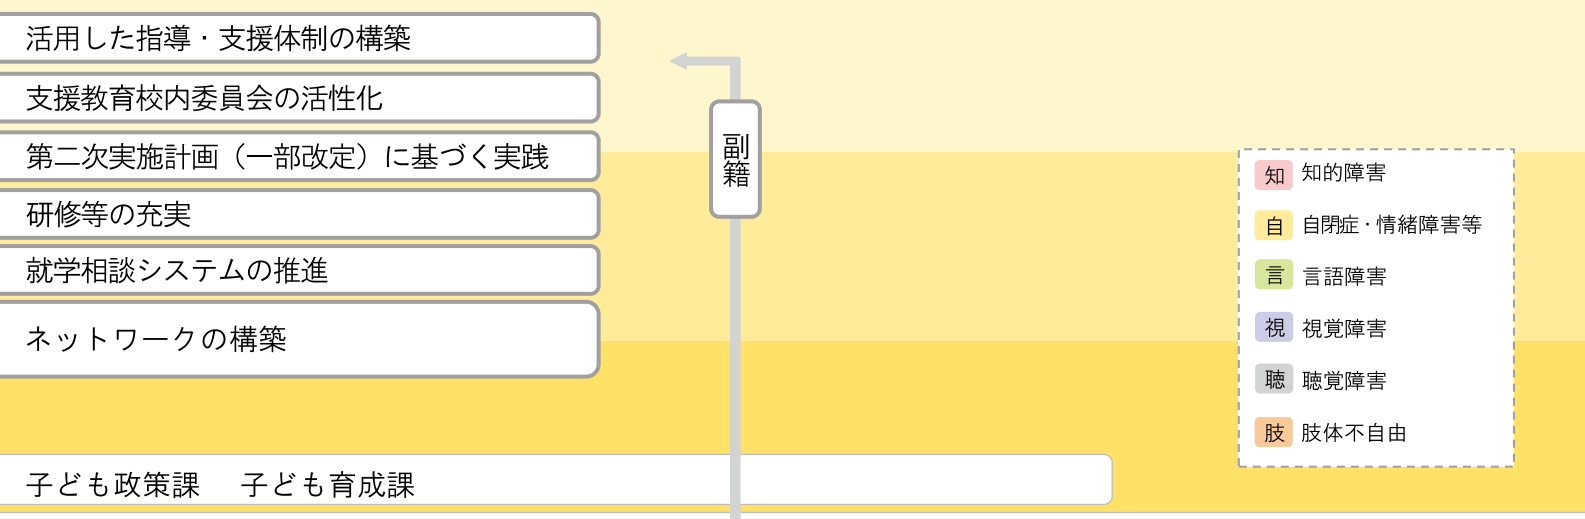 活用した指導・支援体制の構築
支援教育校内委員会の活性化
第二次実施計画（一部改定）に基づく実践
研修等の充実
就学相談システムの推進
ネットワークの構築
子ども政策課　子ども育成課
副籍
知 知的障害
自 自閉症・情緒障害等
言 言語障害
視 視覚障害
聴 聴覚障害
肢 肢体不自由